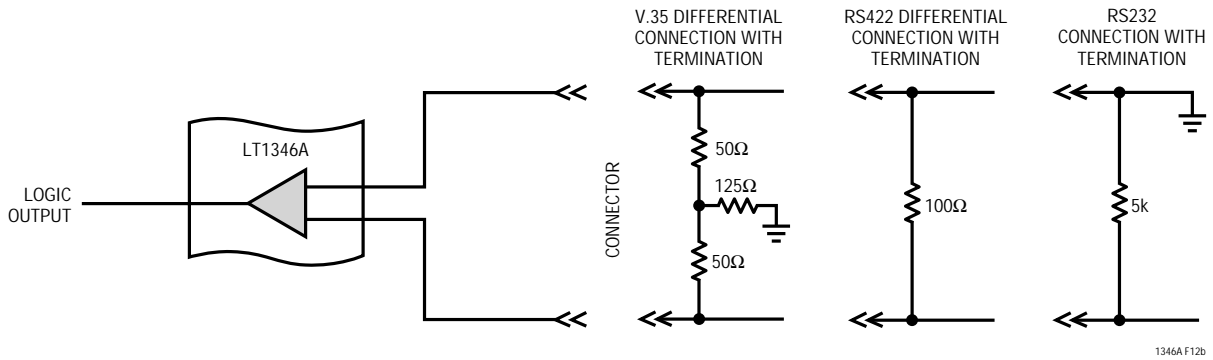 V.35 DIFFERENTIAL
CONNECTION WITH
TERMINATION
RS422 DIFFERENTIAL
CONNECTION WITH
TERMINATION
RS232
CONNECTION WITH
TERMINATION
LT1346A
LOGIC
OUTPUT
CONNECTOR
50Ω
125Ω
50Ω
100Ω
5k
1346A F12b